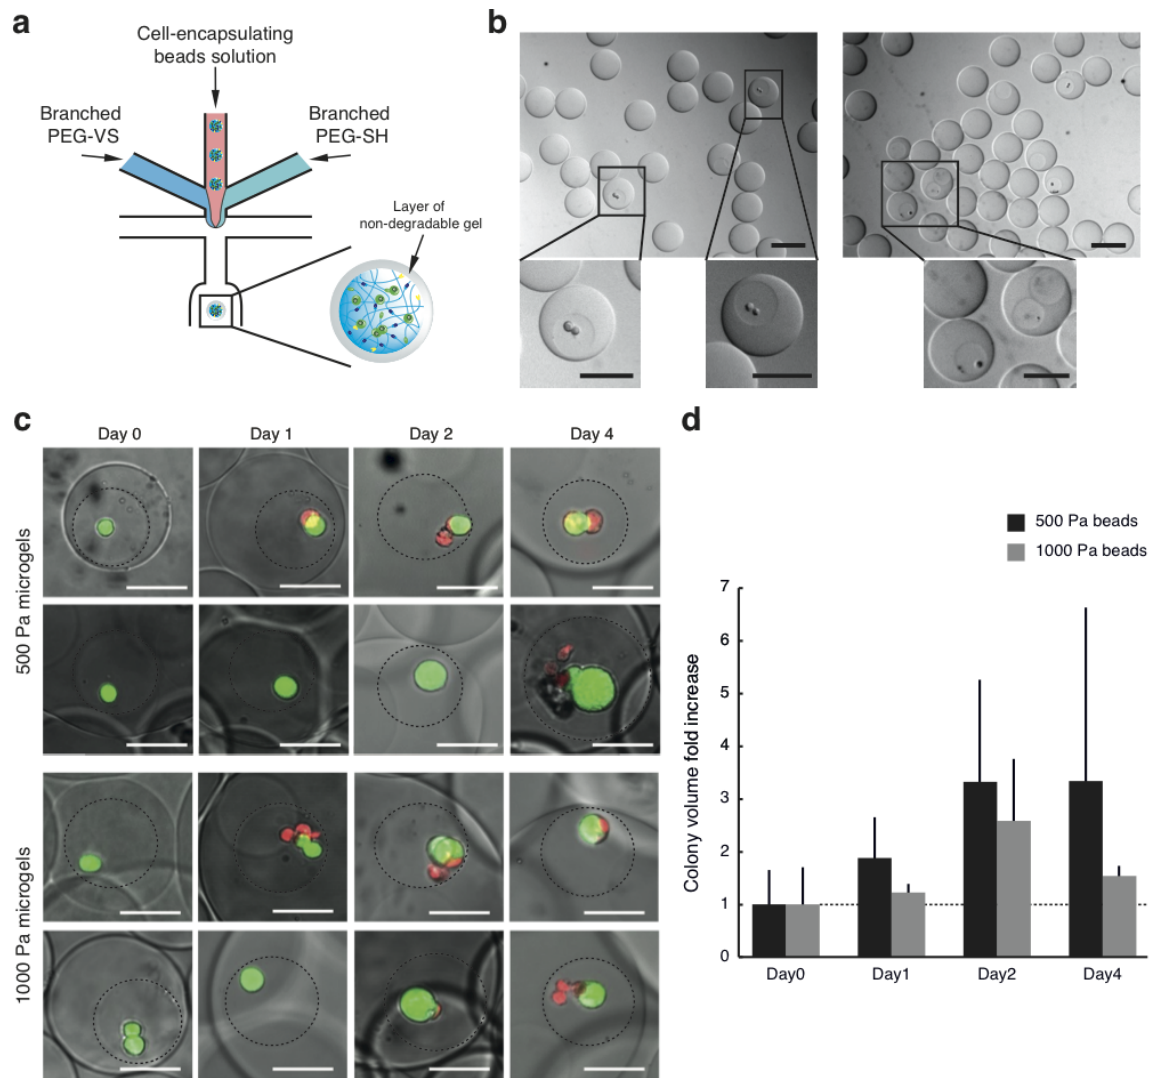 a
Cell-encapsulating
beads solution
Branched
PEG-VS
Branched
PEG-SH
Layer of
non-degradable gel
b
c
Day 0
Day 1
Day 2
Day 4
500 Pa microgels
1000 Pa microgels
d
500 Pa beads
1000 Pa beads
Colony volume fold increase
7
6
5
4
3
2
1
0
Day0
Day1
Day2
Day4